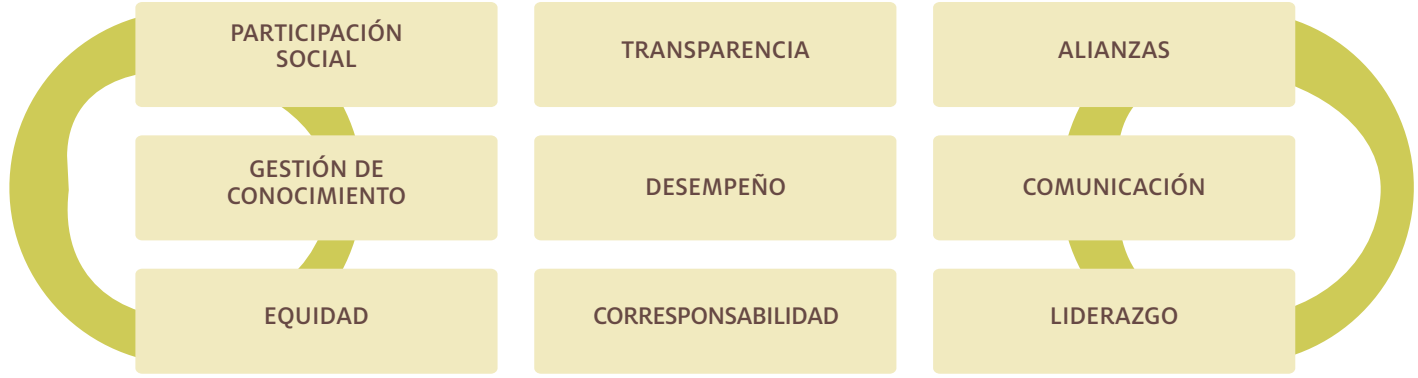 PARTICIPACIÓN
SOCIAL
TRANSPARENCIA
ALIANZAS
GESTIÓN DE
CONOCIMIENTO
DESEMPEÑO
COMUNICACIÓN
EQUIDAD
CORRESPONSABILIDAD
LIDERAZGO